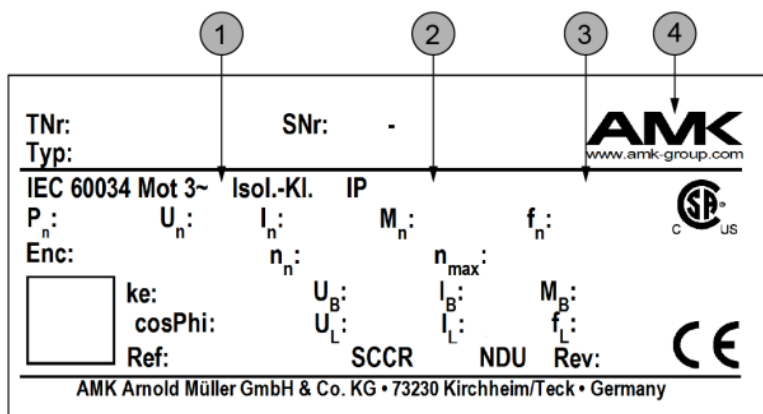 1 2 3 4
TNr: SNr: - AMK
Typ: www.amk-group.com
IEC 60034 Mot 3~ Isol.-Kl. IP
Pn: Un: In: Mn: fn: C SA® US
Enc: nn: nmax:
ke: UB: IB: MB:
cosPhi: UL: IL: fL: CE
Ref: SCCR NDU Rev:
AMK Arnold Müller GmbH & Co. KG • 73230 Kirchheim/Teck • Germany